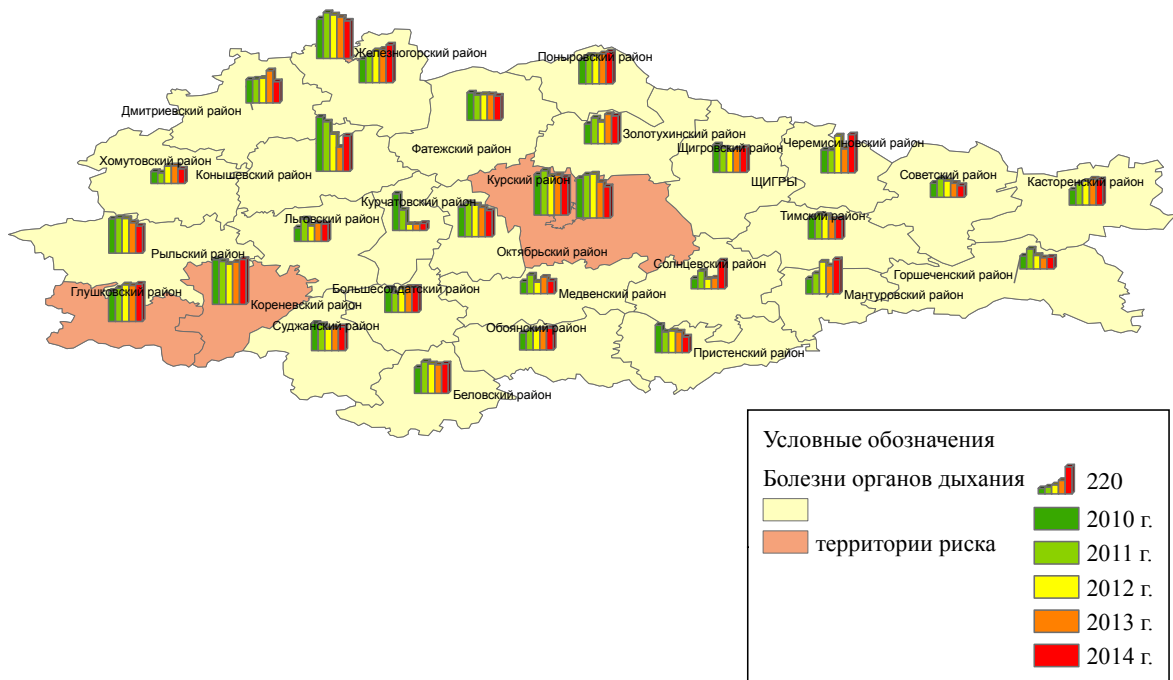 Железногорский район
Поныровский район
Дмитриевский район
Золотухинский район
Черемисиновский район
Фатежский район
Хомутовский район
Щигровский район
Конышевский район
Советский район
Касторенский район
Курский район
ЩИГРЫ
Курчатовский район
Льговский район
Тимский район
Рыльский район
Октябрьский район
Солнцевский район
Горшеченский район
Глушковский район
Большесолдатский район
Медвенский район
Мантуровский район
Кореневский район
Суджанский район
Обоянский район
Пристенский район
Беловский район
Условные обозначения
Болезни органов дыхания
220
территории риска
2010 г.
2011 г.
2012 г.
2013 г.
2014 г.